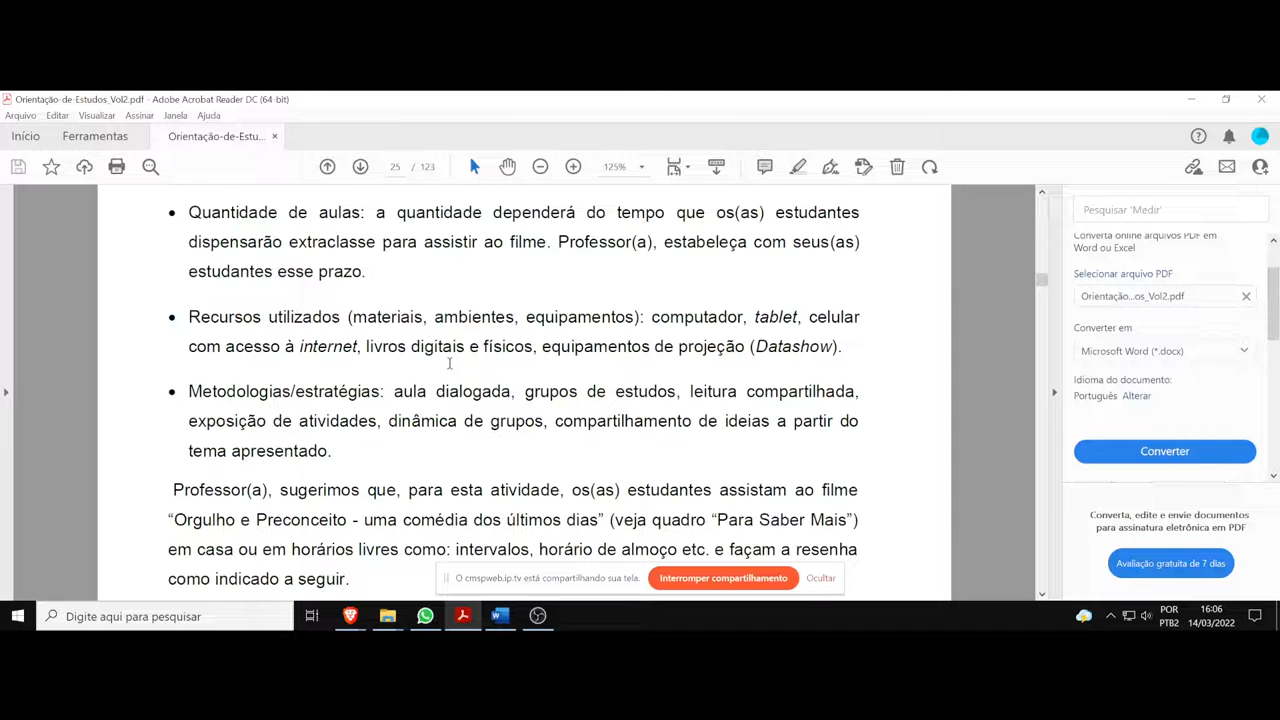 Orientação-de-Estudos_Vol2.pdf - Adobe Acrobat Reader DC (64-bit)
Arquivo Editar Visualizar Assinar Janela Ajuda
Início Ferramentas Orientação-de-Estu... ×
25 / 123 125%
Quantidade de aulas: a quantidade dependerá do tempo que os(as) estudantes
dispensarão extraclasse para assistir ao filme. Professor(a), estabeleça com seus(as)
estudantes esse prazo.
Recursos utilizados (materiais, ambientes, equipamentos): computador, tablet, celular
com acesso à internet, livros digitais e físicos, equipamentos de projeção (Datashow).
Metodologias/estratégias: aula dialogada, grupos de estudos, leitura compartilhada,
exposição de atividades, dinâmica de grupos, compartilhamento de ideias a partir do
tema apresentado.
Professor(a), sugerimos que, para esta atividade, os(as) estudantes assistam ao filme
“Orgulho e Preconceito - uma comédia dos últimos dias” (veja quadro “Para Saber Mais”)
em casa ou em horários livres como: intervalos, horário de almoço etc. e façam a resenha
como indicado a seguir.
Pesquisar 'Medir'
Converta online arquivos PDF em
Word ou Excel
Selecionar arquivo PDF
Orientação...os_Vol2.pdf
Converter em
Microsoft Word (*.docx)
Idioma do documento:
Português Alterar
Converter
Converta, edite e envie documentos
para assinatura eletrônica em PDF
Avaliação gratuita de 7 dias
O cmspweb.ip.tv está compartilhando sua tela. Interromper compartilhamento Ocultar
Digite aqui para pesquisar
POR
PTB2
16:06
14/03/2022